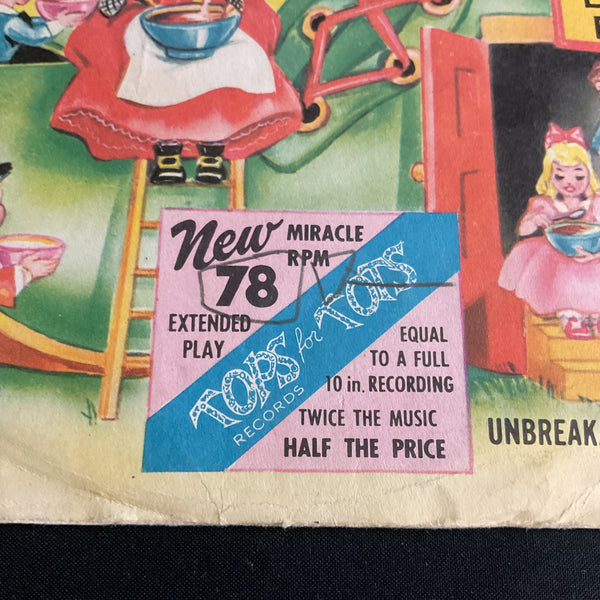 New MIRACLE
78 RPM
EXTENDED
PLAY
TOPS for TOTS
RECORDS
EQUAL
TO A FULL
10 in. RECORDING
TWICE THE MUSIC
HALF THE PRICE